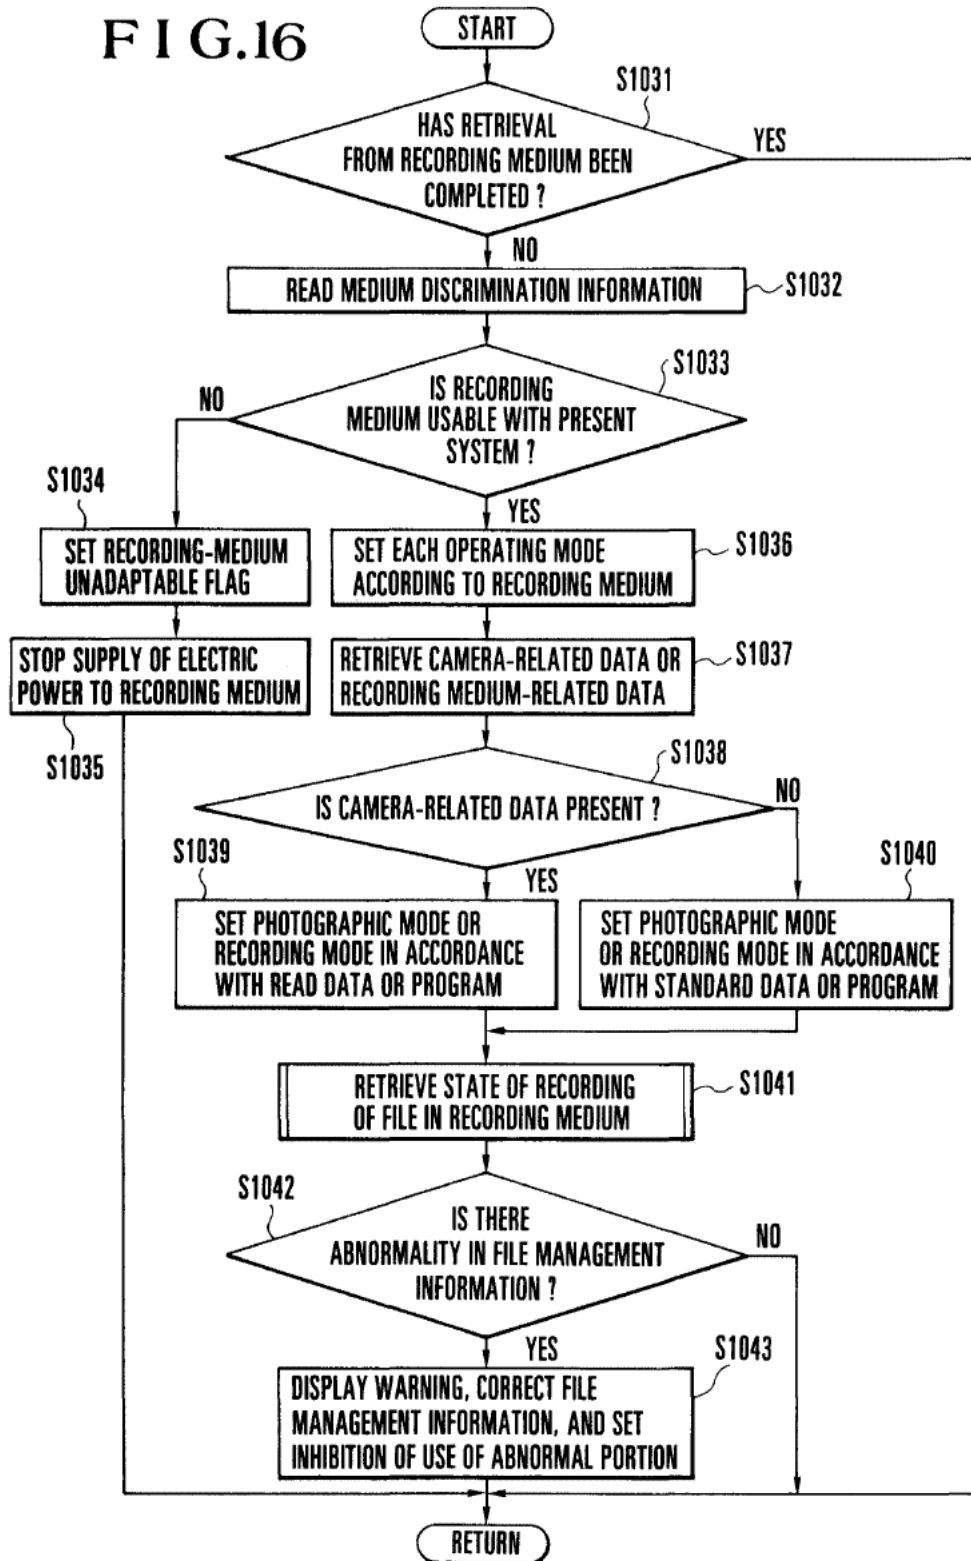 FIG.16
START
S1031
HAS RETRIEVAL
FROM RECORDING MEDIUM BEEN
COMPLETED ?
YES
NO
READ MEDIUM DISCRIMINATION INFORMATION
S1032
S1033
IS RECORDING
MEDIUM USABLE WITH PRESENT
SYSTEM ?
NO
YES
S1034
SET RECORDING-MEDIUM
UNADAPTABLE FLAG
SET EACH OPERATING MODE
ACCORDING TO RECORDING MEDIUM
S1036
STOP SUPPLY OF ELECTRIC
POWER TO RECORDING MEDIUM
S1035
RETRIEVE CAMERA-RELATED DATA OR
RECORDING MEDIUM-RELATED DATA
S1037
S1038
IS CAMERA-RELATED DATA PRESENT ?
NO
YES
S1039
SET PHOTOGRAPHIC MODE OR
RECORDING MODE IN ACCORDANCE
WITH READ DATA OR PROGRAM
S1040
SET PHOTOGRAPHIC MODE
OR RECORDING MODE IN ACCORDANCE
WITH STANDARD DATA OR PROGRAM
RETRIEVE STATE OF RECORDING
OF FILE IN RECORDING MEDIUM
S1041
S1042
IS THERE
ABNORMALITY IN FILE MANAGEMENT
INFORMATION ?
NO
YES
S1043
DISPLAY WARNING, CORRECT FILE
MANAGEMENT INFORMATION, AND SET
INHIBITION OF USE OF ABNORMAL PORTION
RETURN